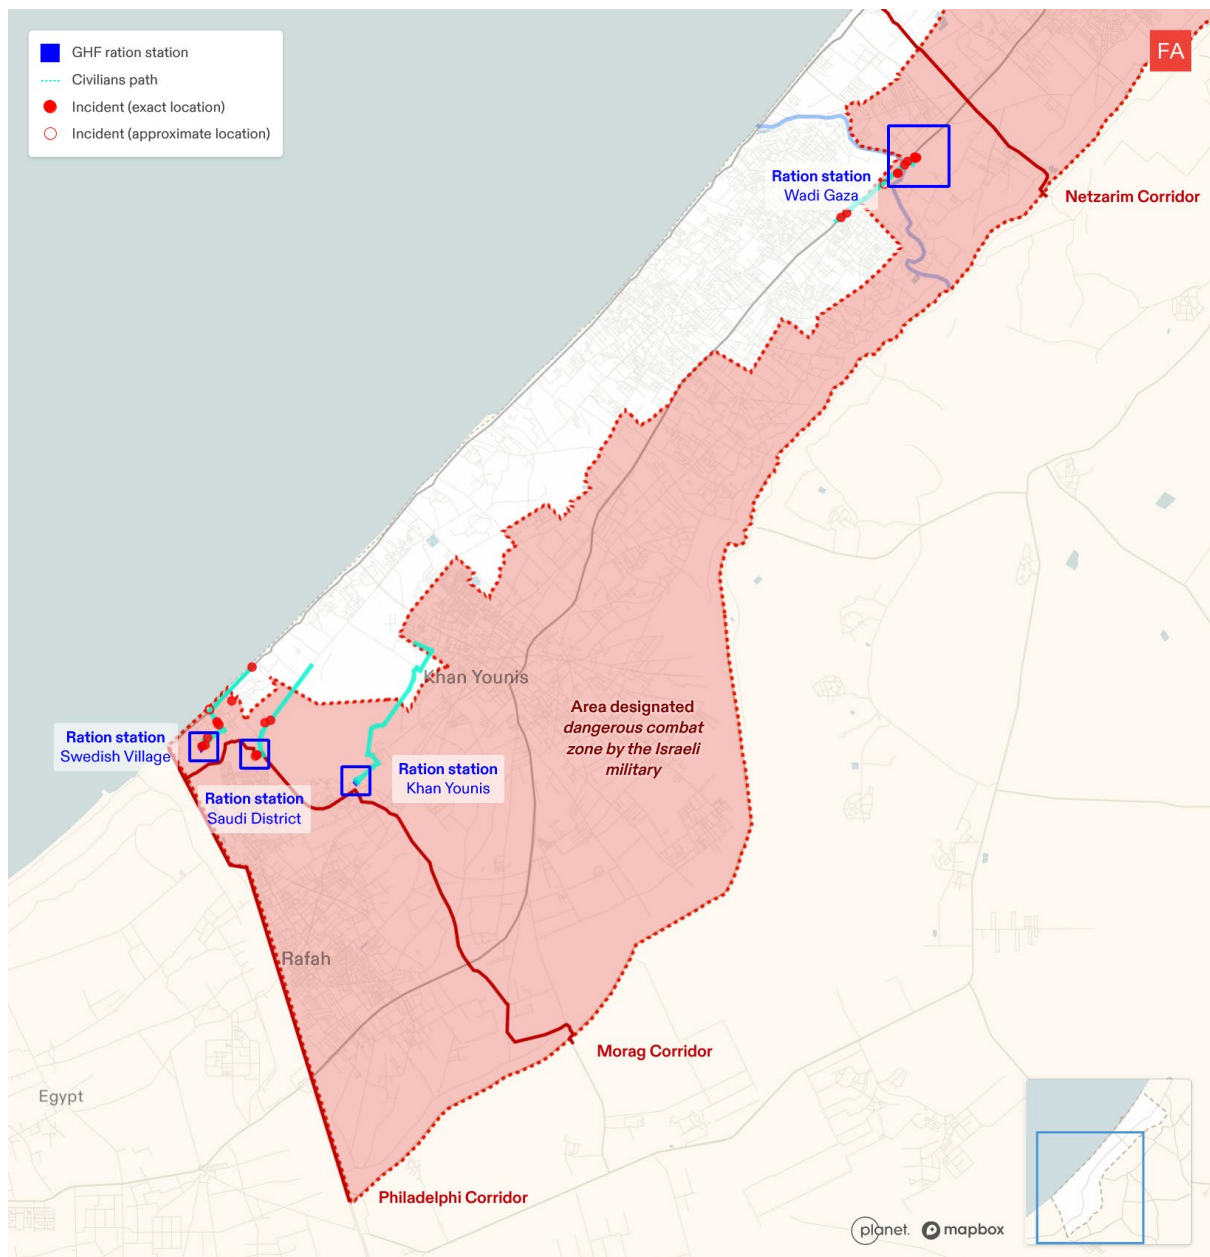 GHF ration station
Civilians path
Incident (exact location)
Incident (approximate location)
FA
Ration station
Wadi Gaza
Netzarim Corridor
Khan Younis
Area designated
dangerous combat
zone by the Israeli
military
Ration station
Swedish Village
Ration station
Khan Younis
Ration station
Saudi District
Rafah
Morag Corridor
Egypt
Philadelphi Corridor
planet.
mapbox